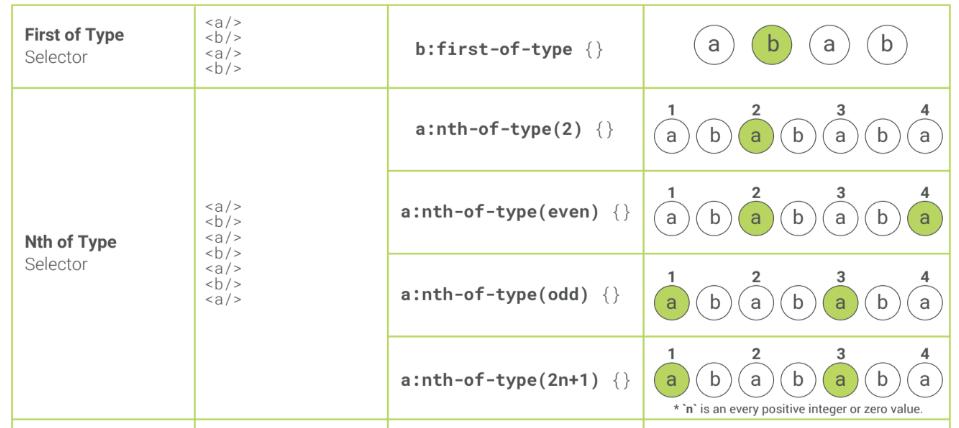 First of Type
Selector
<a/>
<b/>
<a/>
<b/>
b:first-of-type {}
a b a b
Nth of Type
Selector
<a/>
<b/>
<a/>
<b/>
<a/>
<b/>
<a/>
a:nth-of-type(2) {}
1 2 3 4
a b a b a b a
a:nth-of-type(even) {}
1 2 3 4
a b a b a b a
a:nth-of-type(odd) {}
1 2 3 4
a b a b a b a
a:nth-of-type(2n+1) {}
1 2 3 4
a b a b a b a
* `n` is an every positive integer or zero value.